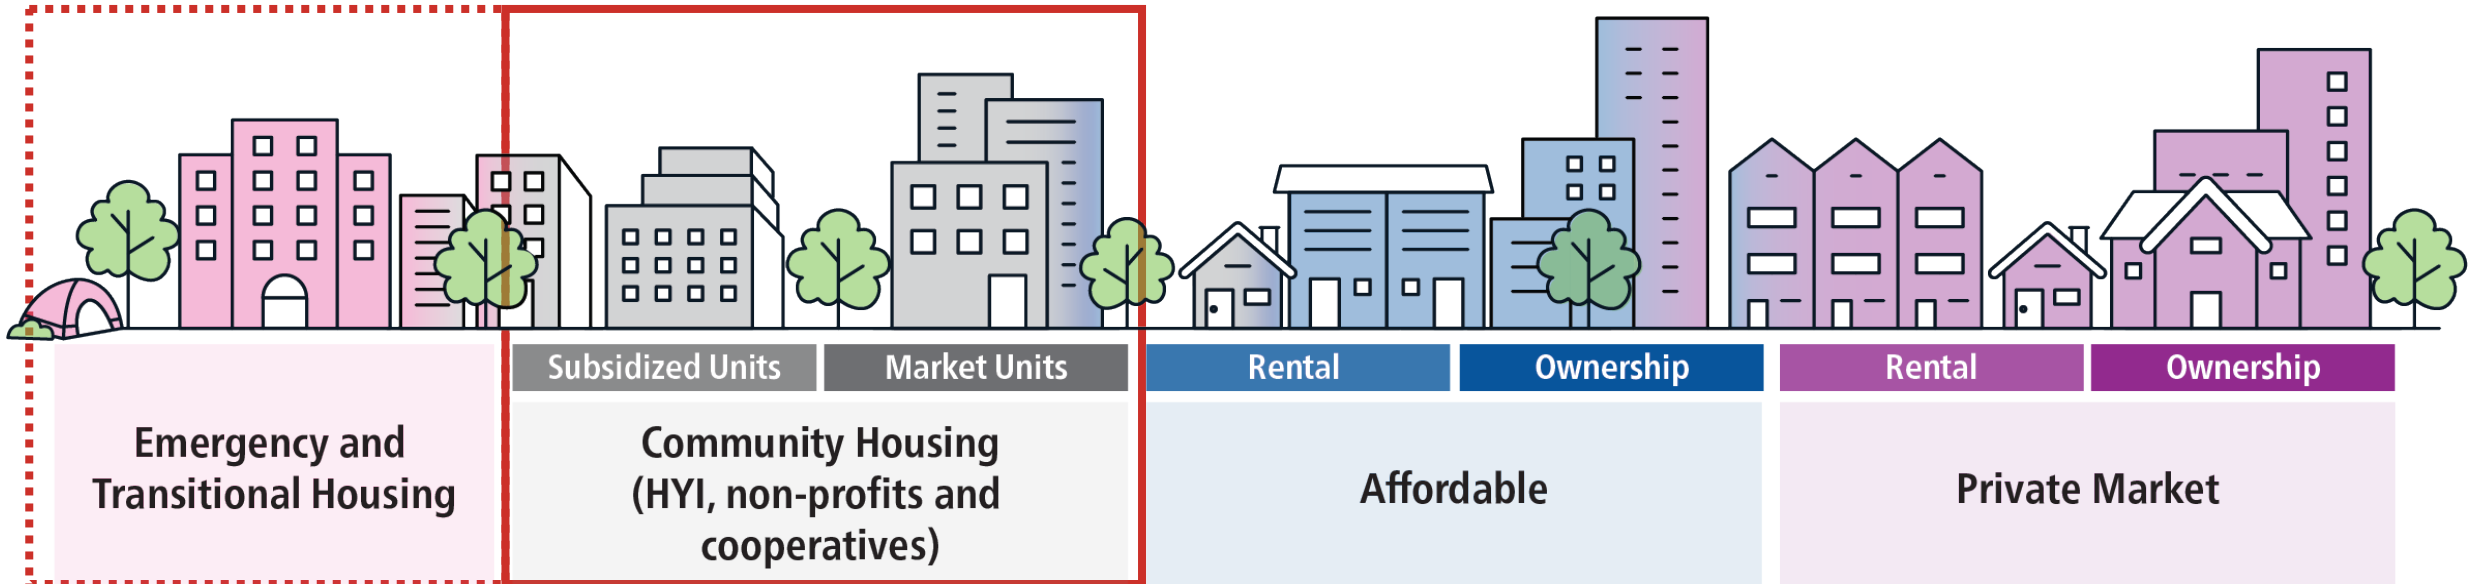 Subsidized Units
Market Units
Rental
Ownership
Rental
Ownership
Emergency and
Transitional Housing
Community Housing
(HYI, non-profits and
cooperatives)
Affordable
Private Market